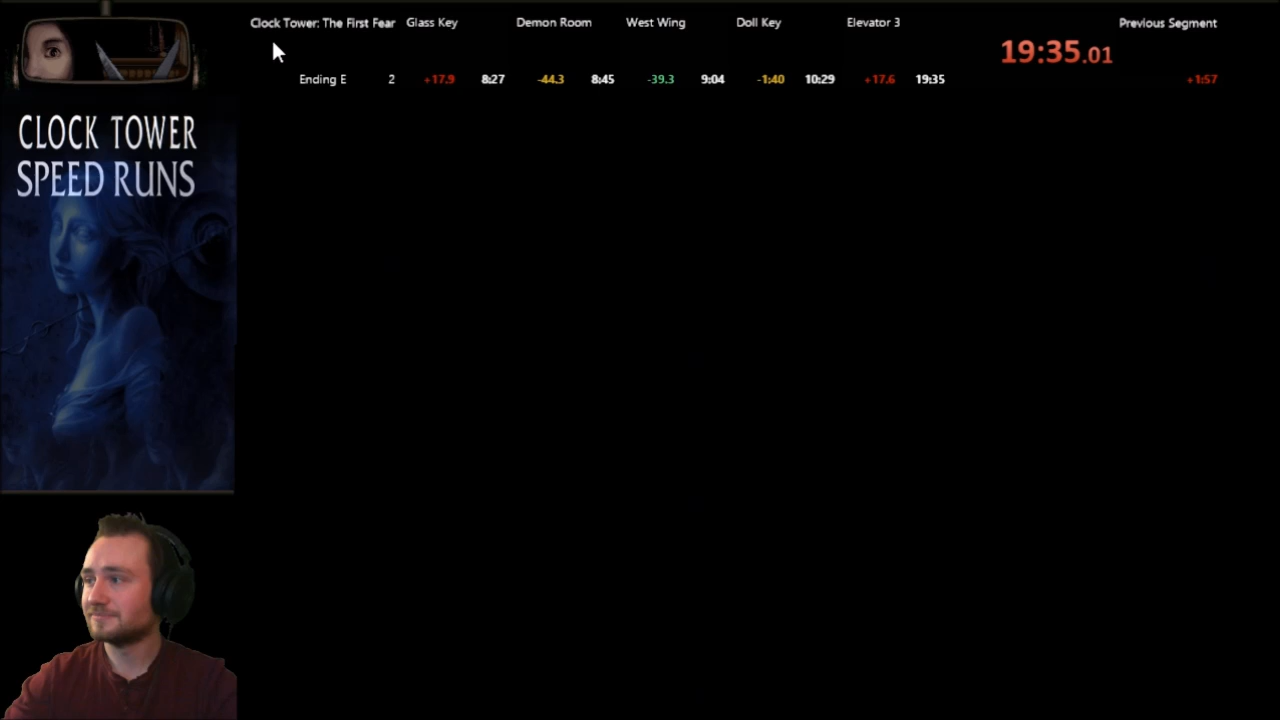 Clock Tower: The First Fear Glass Key Demon Room West Wing Doll Key Elevator 3 Previous Segment
19:35.01
Ending E 2 +17.9 8:27 -44.3 8:45 -39.3 9:04 -1:40 10:29 +17.6 19:35 +1:57
CLOCK TOWER
SPEED RUNS